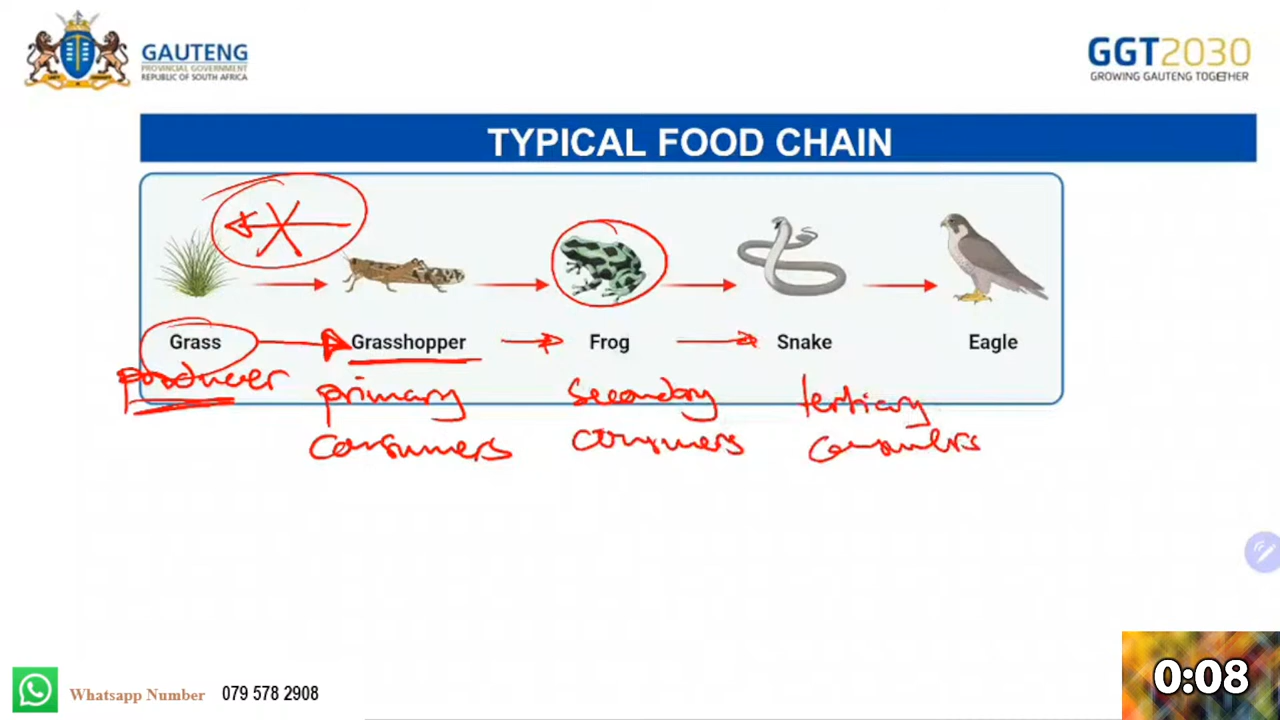 GAUTENG
PROVINCIAL GOVERNMENT
REPUBLIC OF SOUTH AFRICA
GGT2030
GROWING GAUTENG TOGETHER
TYPICAL FOOD CHAIN
Grass Grasshopper Frog Snake Eagle
producer primary secondary tertiary
consumers consumers consumers
0:08
Whatsapp Number 079 578 2908